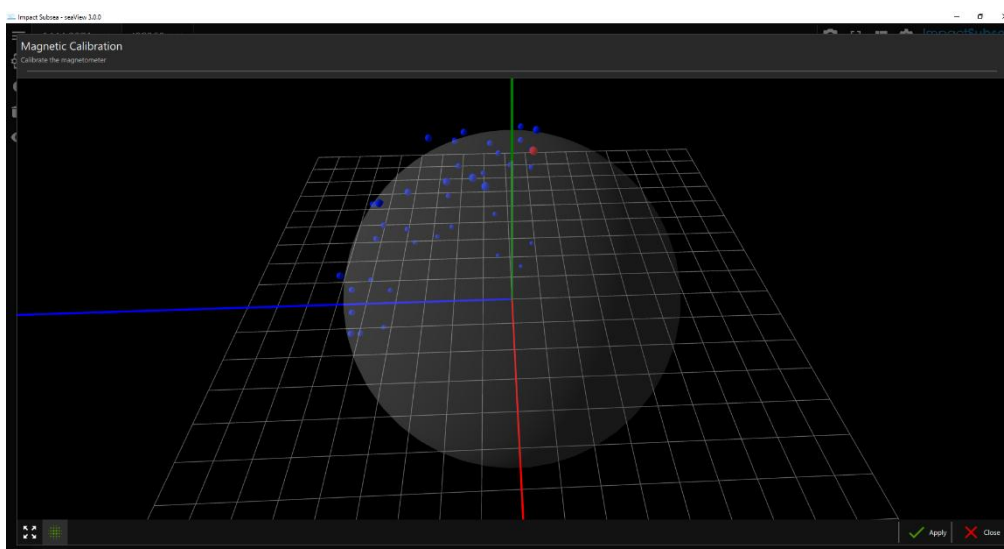 Impact Subsea - seaView 3.0.0
Magnetic Calibration
Calibrate the magnetometer
Apply
Close